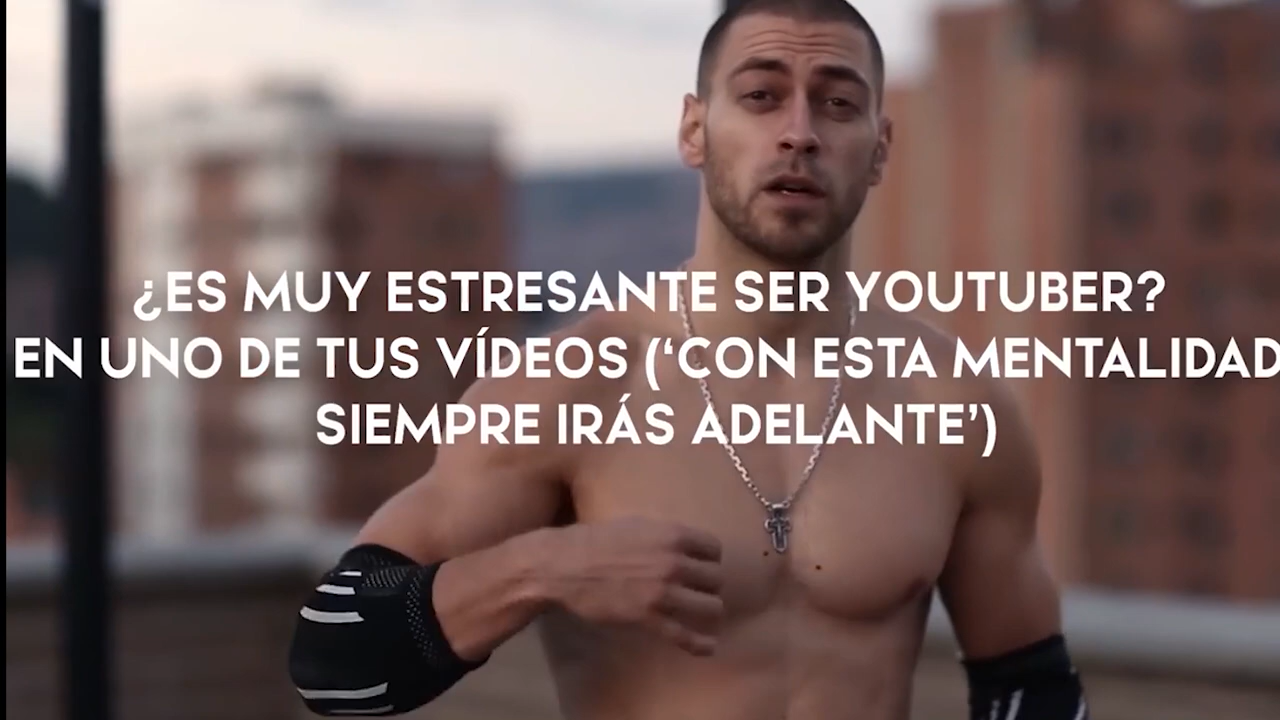 ¿ES MUY ESTRESANTE SER YOUTUBER?
EN UNO DE TUS VÍDEOS (‘CON ESTA MENTALIDAD
SIEMPRE IRÁS ADELANTE’)